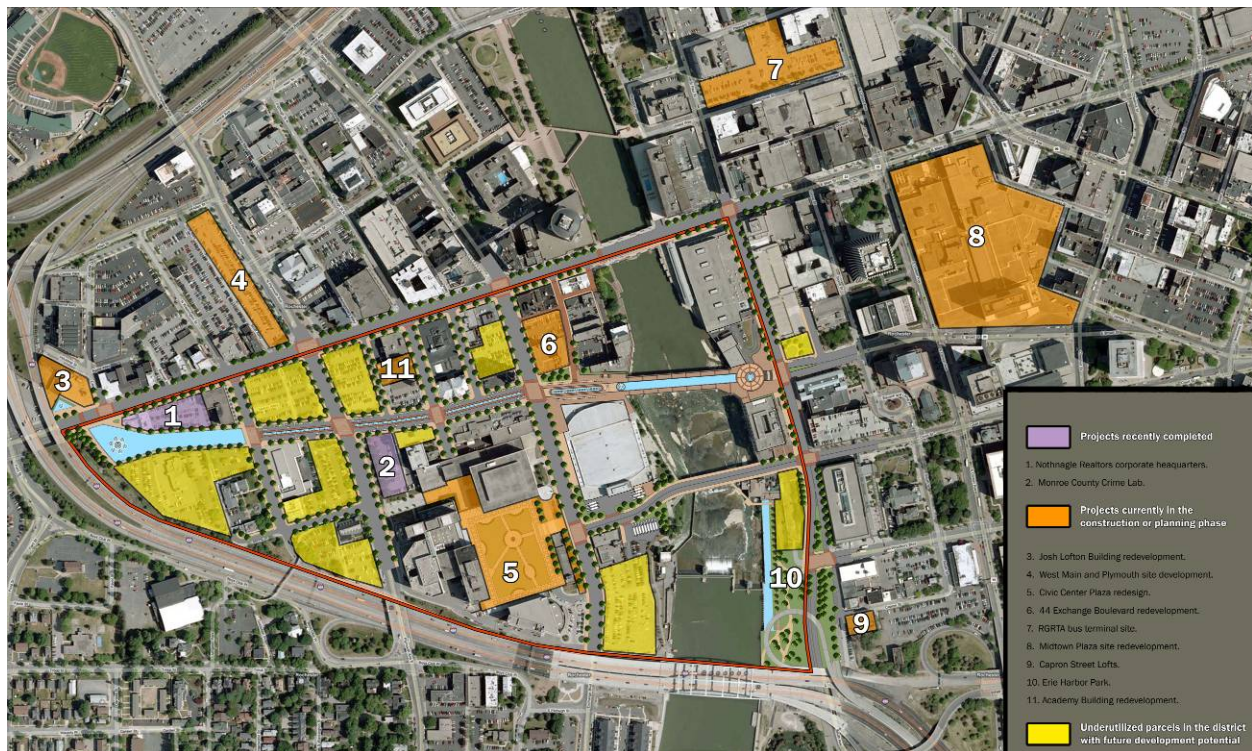 7
8
4
6
11
3
1
2
5
10
9
Projects recently completed
1. Nothnagle Realtors corporate heaquarters.
2. Monroe County Crime Lab.
Projects currently in the
construction or planning phase
3. Josh Lofton Building redevelopment.
4. West Main and Plymouth site development.
5. Civic Center Plaza redesign.
6. 44 Exchange Boulevard redevelopment.
7. RGRTA bus terminal site.
8. Midtown Plaza site redevelopment.
9. Capron Street Lofts.
10. Erie Harbor Park.
11. Academy Building redevelopment.
Underutilized parcels in the district
with future development potential